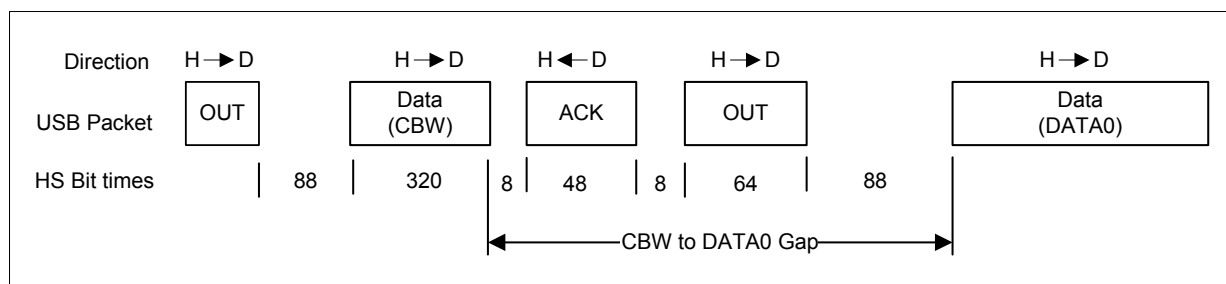 Direction H→D H→D H←D H→D H→D
USB Packet OUT Data (CBW) ACK OUT Data (DATA0)
HS Bit times 88 320 8 48 8 64 88
CBW to DATA0 Gap